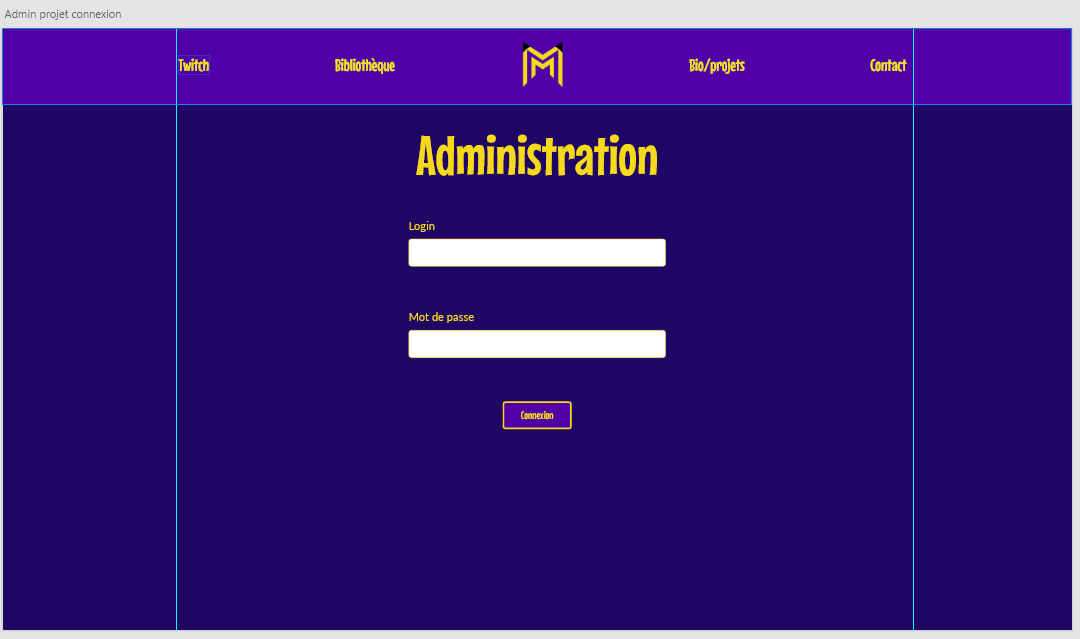 Admin projet connexion
Twitch Bibliothèque M Bio/projets Contact
Administration
Login
Mot de passe
Connexion